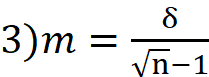 3)m = δ / √n−1